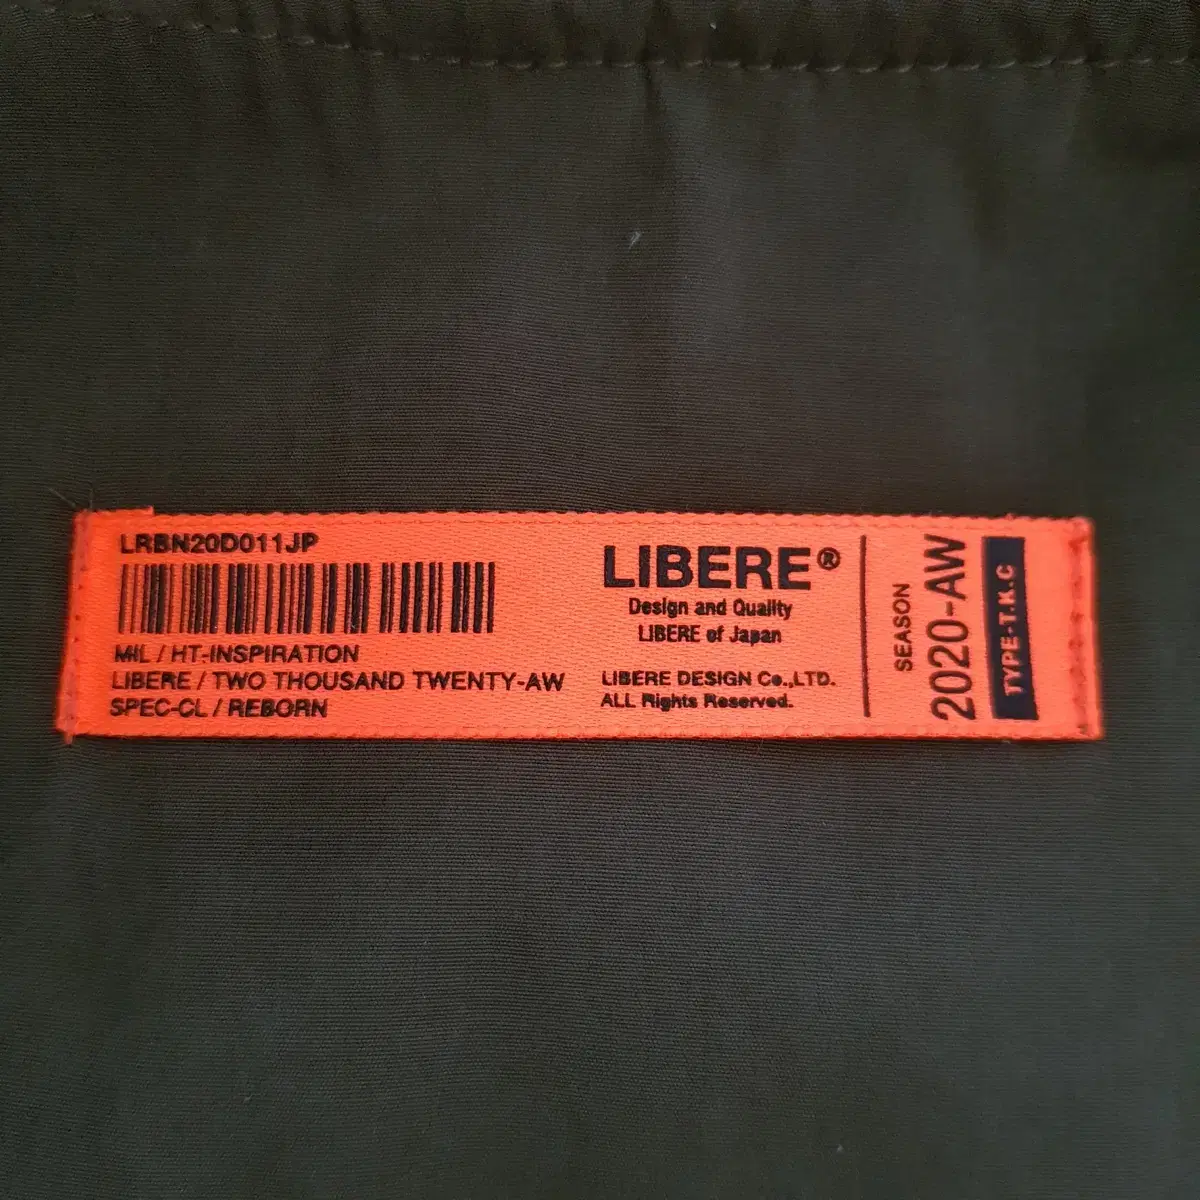 LRBN20D011JP
MIL / HT-INSPIRATION
LIBERE / TWO THOUSAND TWENTY-AW
SPEC-CL / REBORN
LIBERE®
Design and Quality
LIBERE of Japan
LIBERE DESIGN Co.,LTD.
ALL Rights Reserved.
SEASON
2020-AW
TYPE-T.K.C